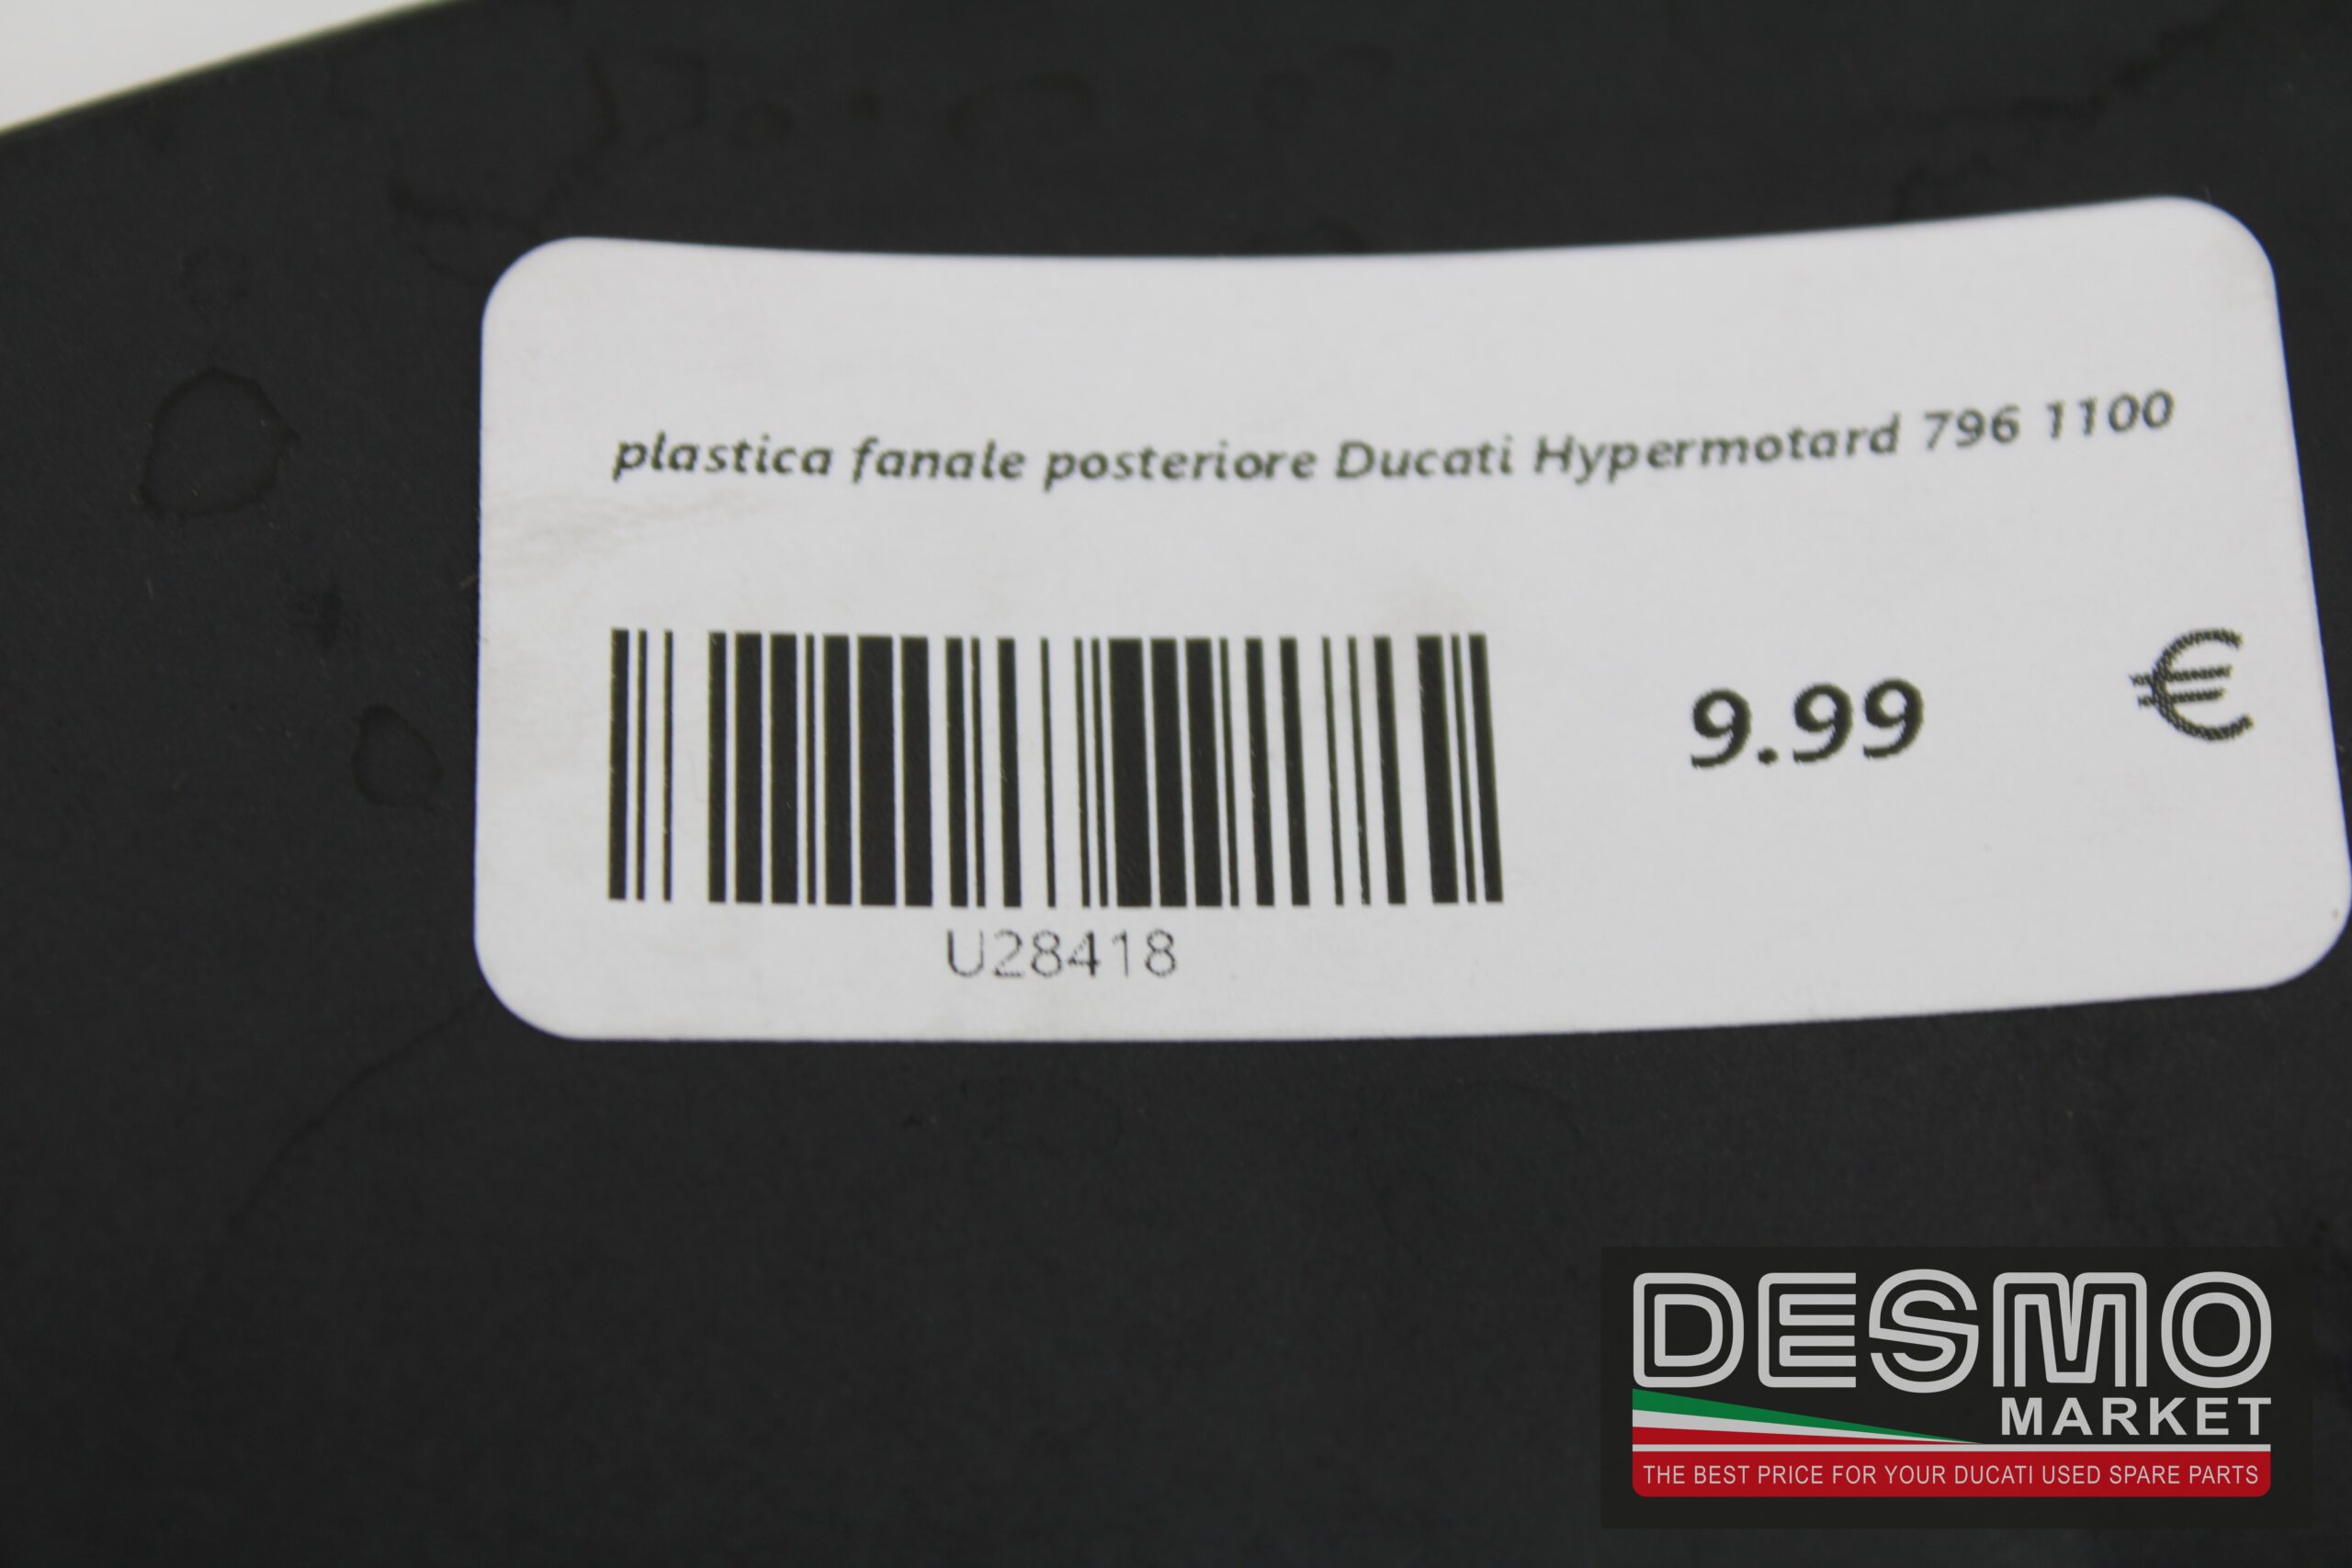 plastica fanale posteriore Ducati Hypermotard 796 1100
9.99 €
U28418
DESMO
MARKET
THE BEST PRICE FOR YOUR DUCATI USED SPARE PARTS